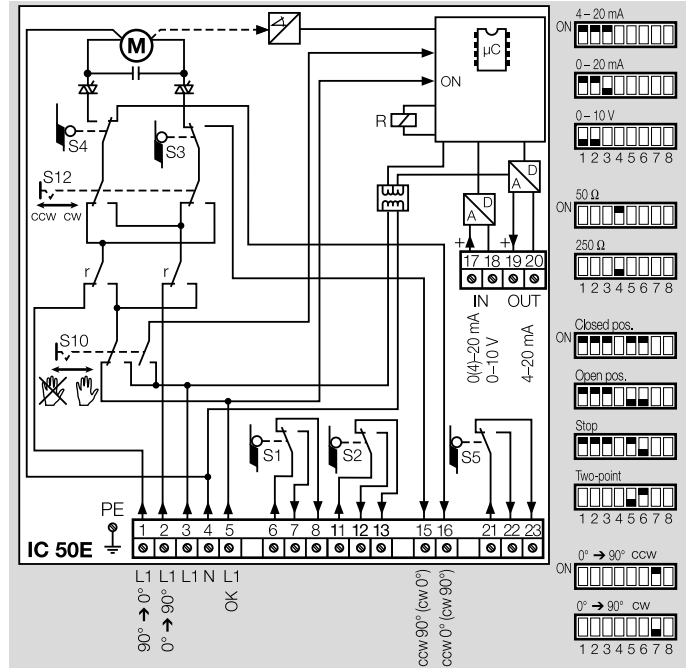 M
µC
ON
R
S4
S3
S12
ccw cw
D
A
D
A
+
+
17 18 19 20
IN OUT
0(4)–20 mA
0–10 V
4–20 mA
r
r
S10
S1
S2
S5
PE
1 2 3 4 5 6 7 8 11 12 13 15 16 21 22 23
IC 50E
90° → 0° L1
0° → 90° L1
L1
N
OK L1
ccw 90° (cw 0°)
ccw 0° (cw 90°)
4 – 20 mA
ON
0 – 20 mA
0 – 10 V
1 2 3 4 5 6 7 8
50 Ω
ON
250 Ω
1 2 3 4 5 6 7 8
Closed pos.
ON
Open pos.
Stop
Two-point
1 2 3 4 5 6 7 8
0° → 90° ccw
ON
0° → 90° cw
1 2 3 4 5 6 7 8